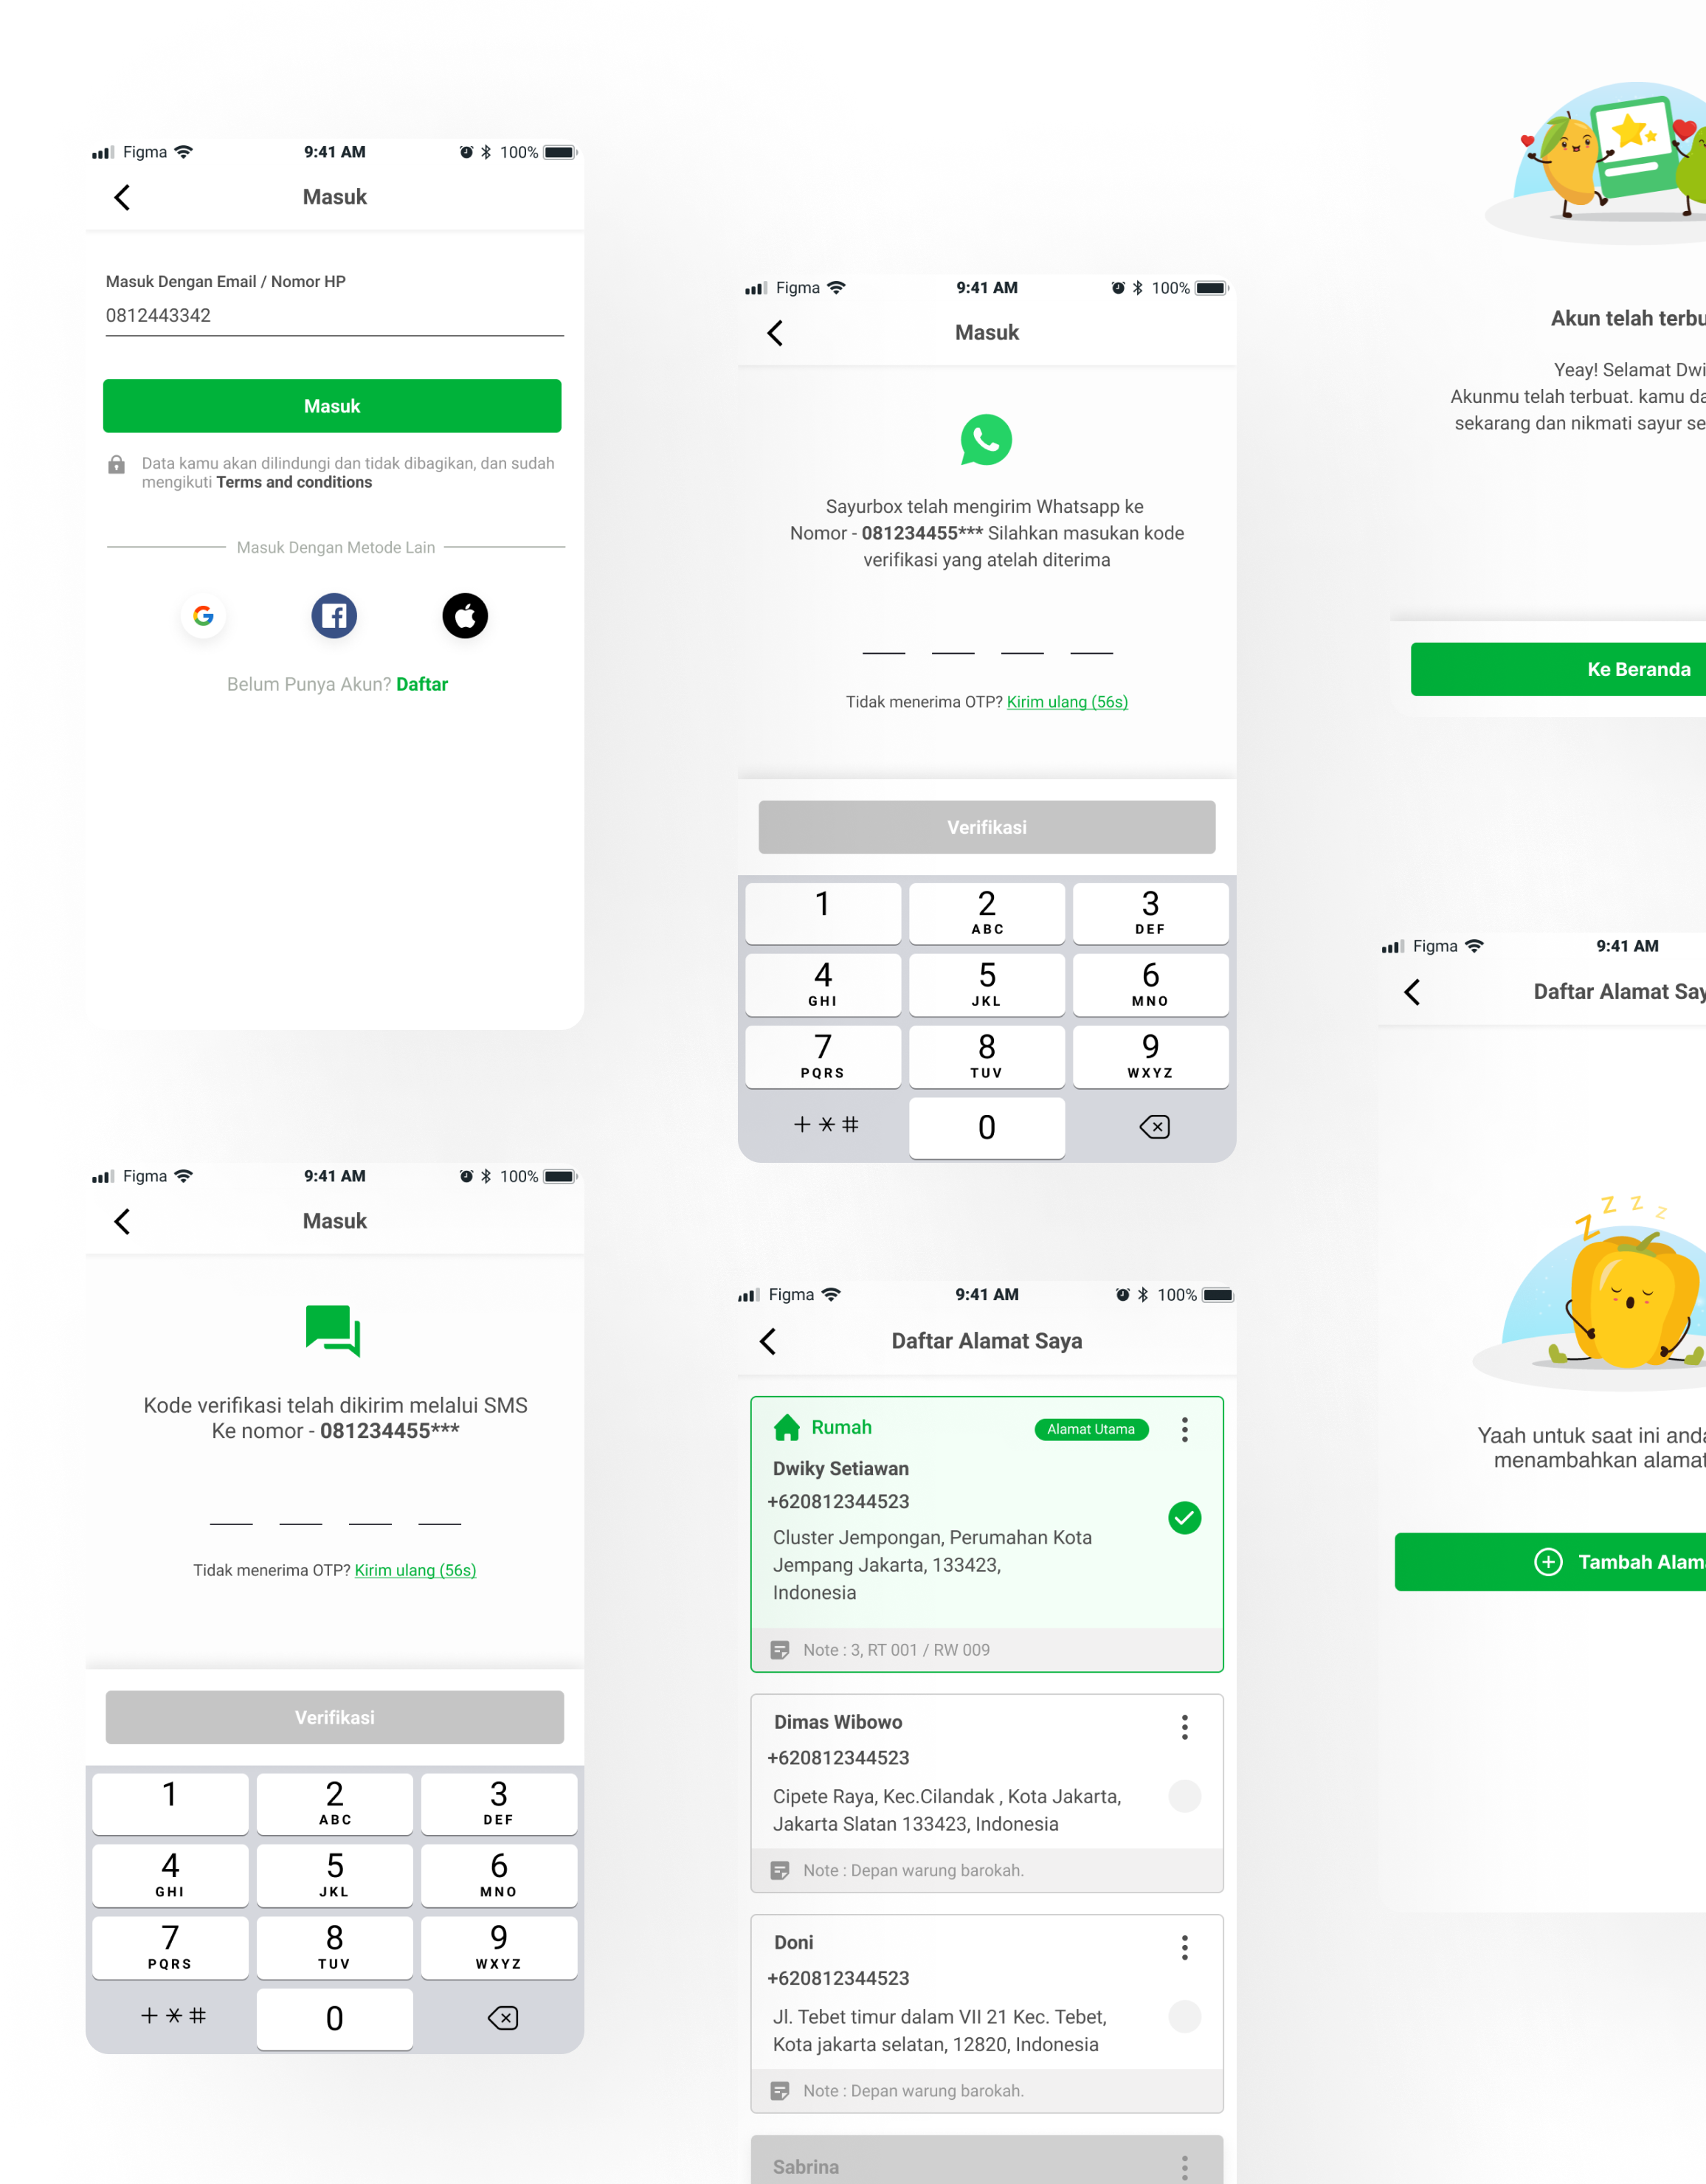 Figma
9:41 AM
100%
Masuk
Masuk Dengan Email / Nomor HP
0812443342
Masuk
Data kamu akan dilindungi dan tidak dibagikan, dan sudah
mengikuti Terms and conditions
Masuk Dengan Metode Lain
G
f
Belum Punya Akun? Daftar
Figma
9:41 AM
100%
Masuk
Kode verifikasi telah dikirim melalui SMS
Ke nomor - 081234455***
Tidak menerima OTP? Kirim ulang (56s)
Verifikasi
1
2
3
ABC
DEF
4
5
6
GHI
JKL
MNO
7
8
9
PQRS
TUV
WXYZ
+*#
0
Figma
9:41 AM
100%
Masuk
Sayurbox telah mengirim Whatsapp ke
Nomor - 081234455*** Silahkan masukan kode
verifikasi yang atelah diterima
Tidak menerima OTP? Kirim ulang (56s)
Verifikasi
1
2
3
ABC
DEF
4
5
6
GHI
JKL
MNO
7
8
9
PQRS
TUV
WXYZ
+*#
0
Figma
9:41 AM
100%
Daftar Alamat Saya
Rumah
Alamat Utama
Dwiky Setiawan
+620812344523
Cluster Jempongan, Perumahan Kota
Jempang Jakarta, 133423,
Indonesia
Note : 3, RT 001 / RW 009
Dimas Wibowo
+620812344523
Cipete Raya, Kec.Cilandak , Kota Jakarta,
Jakarta Slatan 133423, Indonesia
Note : Depan warung barokah.
Doni
+620812344523
Jl. Tebet timur dalam VII 21 Kec. Tebet,
Kota jakarta selatan, 12820, Indonesia
Note : Depan warung barokah.
Sabrina
Akun telah terbu
Yeay! Selamat Dwi
Akunmu telah terbuat. kamu da
sekarang dan nikmati sayur se
Ke Beranda
Figma
9:41 AM
Daftar Alamat Say
Z Z Z Z
Yaah untuk saat ini anda
menambahkan alamat
Tambah Alam